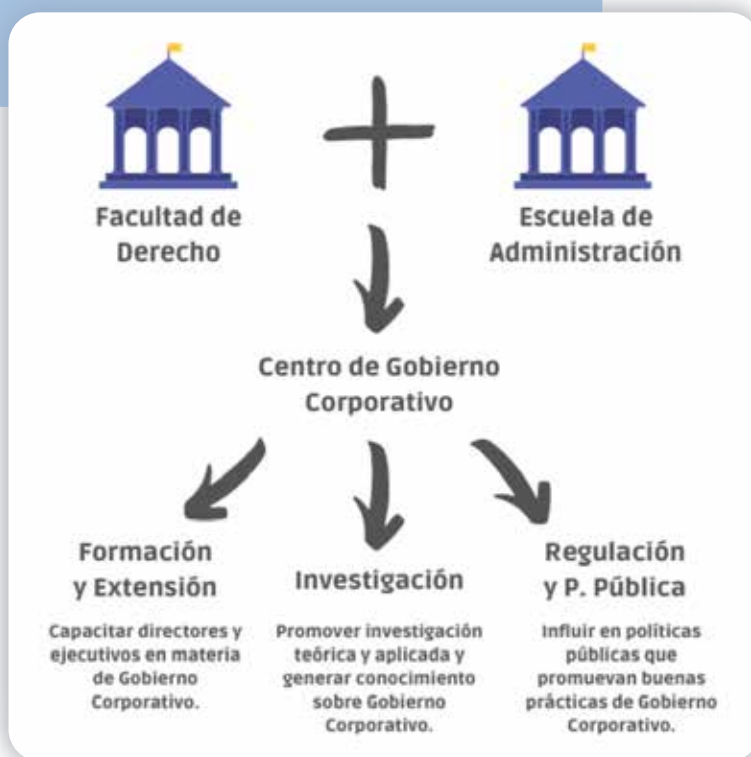 Facultad de
Derecho
Escuela de
Administración
Centro de Gobierno
Corporativo
Formación
y Extensión
Capacitar directores y
ejecutivos en materia
de Gobierno
Corporativo.
Investigación
Promover investigación
teórica y aplicada y
generar conocimiento
sobre Gobierno
Corporativo.
Regulación
y P. Pública
Influir en políticas
públicas que
promuevan buenas
prácticas de Gobierno
Corporativo.